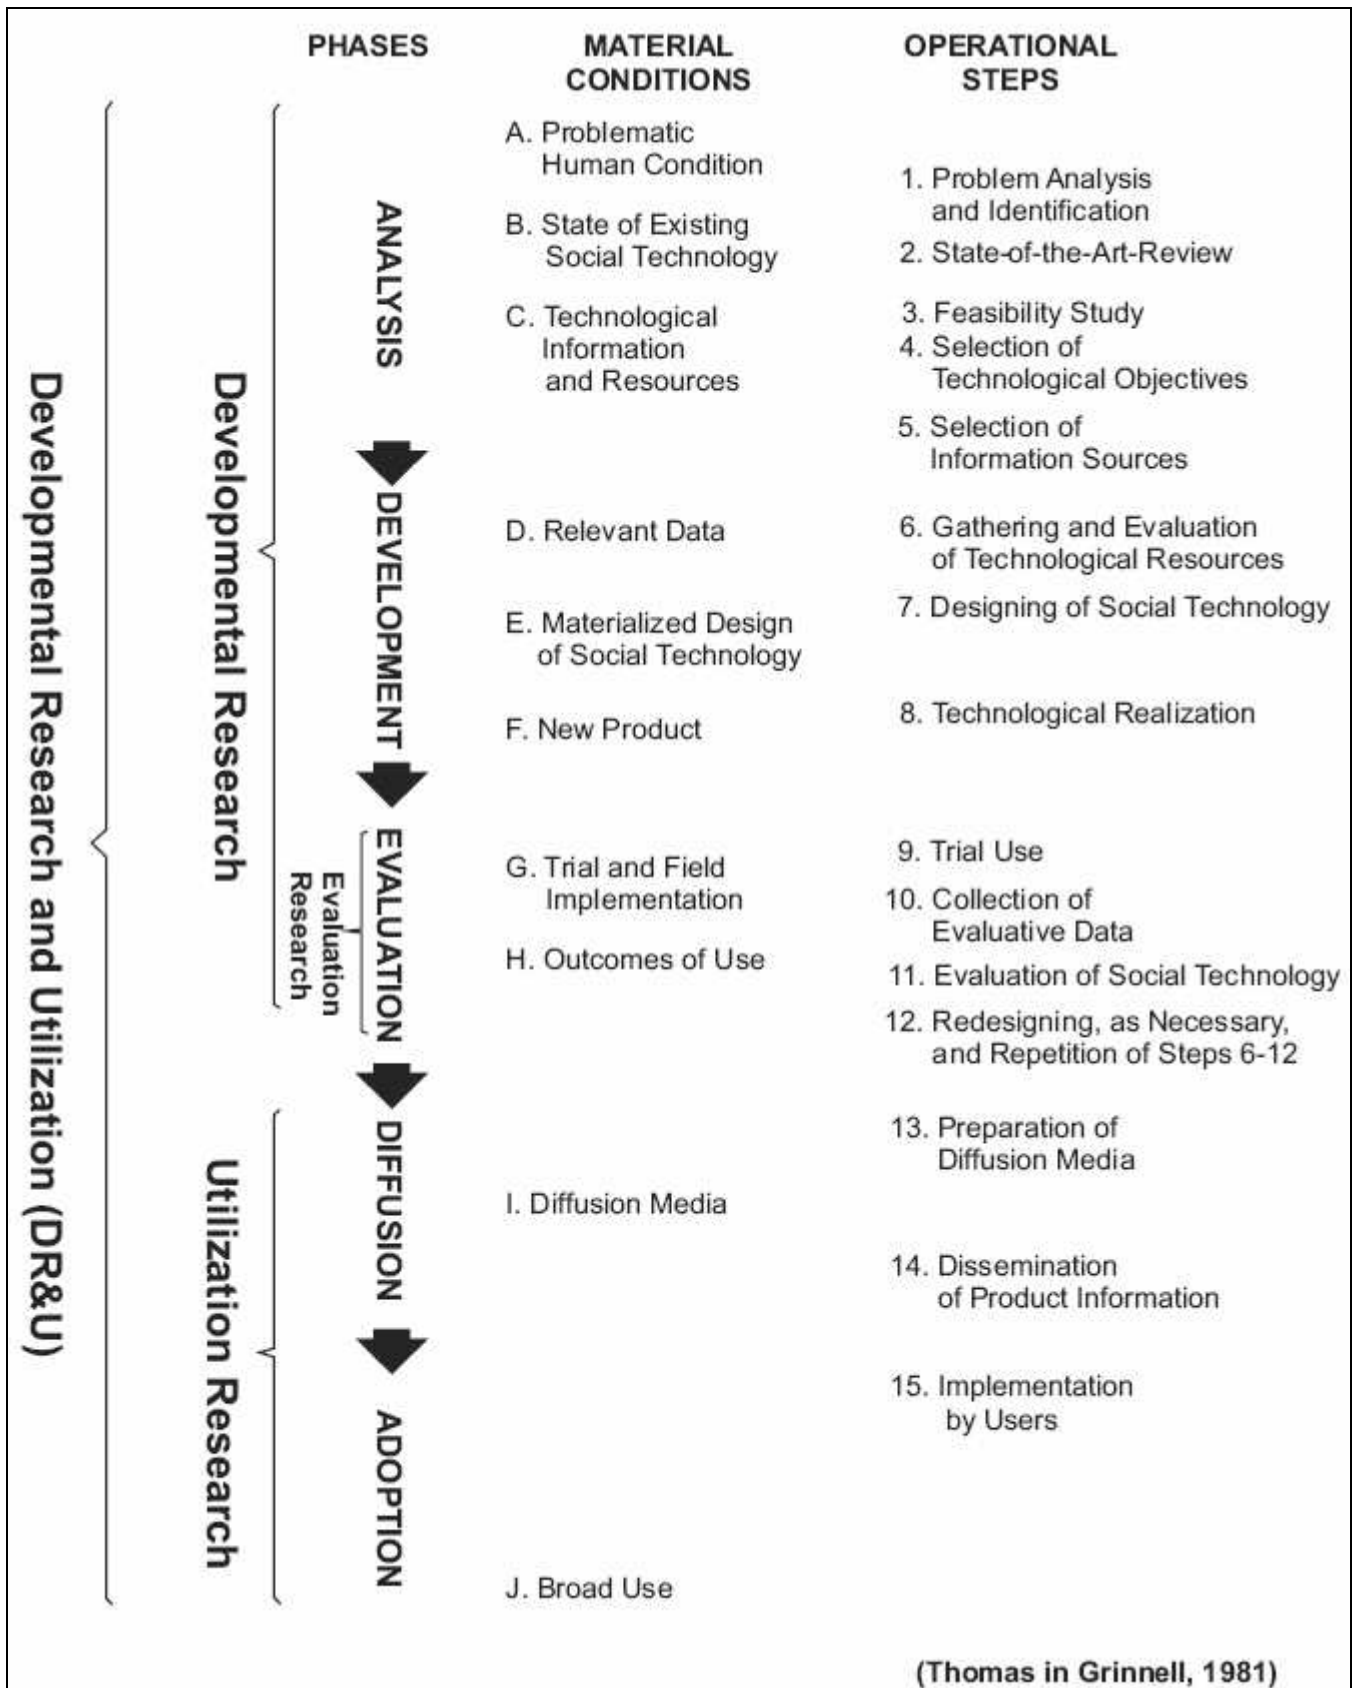 PHASES
MATERIAL
CONDITIONS
OPERATIONAL
STEPS
Developmental Research and Utilization (DR&U)
Developmental Research
Utilization Research
ANALYSIS
DEVELOPMENT
EVALUATION
Evaluation
Research
DIFFUSION
ADOPTION
A. Problematic
Human Condition
B. State of Existing
Social Technology
C. Technological
Information
and Resources
D. Relevant Data
E. Materialized Design
of Social Technology
F. New Product
G. Trial and Field
Implementation
H. Outcomes of Use
I. Diffusion Media
J. Broad Use
1. Problem Analysis
and Identification
2. State-of-the-Art-Review
3. Feasibility Study
4. Selection of
Technological Objectives
5. Selection of
Information Sources
6. Gathering and Evaluation
of Technological Resources
7. Designing of Social Technology
8. Technological Realization
9. Trial Use
10. Collection of
Evaluative Data
11. Evaluation of Social Technology
12. Redesigning, as Necessary,
and Repetition of Steps 6-12
13. Preparation of
Diffusion Media
14. Dissemination
of Product Information
15. Implementation
by Users
(Thomas in Grinnell, 1981)